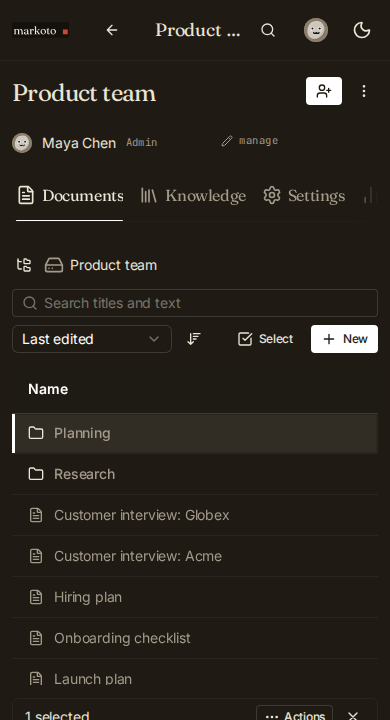 markoto
Product ...
Product team
Maya Chen Admin
manage
Documents Knowledge Settings
Product team
Search titles and text
Last edited
Select
New
Name
Planning
Research
Customer interview: Globex
Customer interview: Acme
Hiring plan
Onboarding checklist
Launch plan
1 selected
Actions